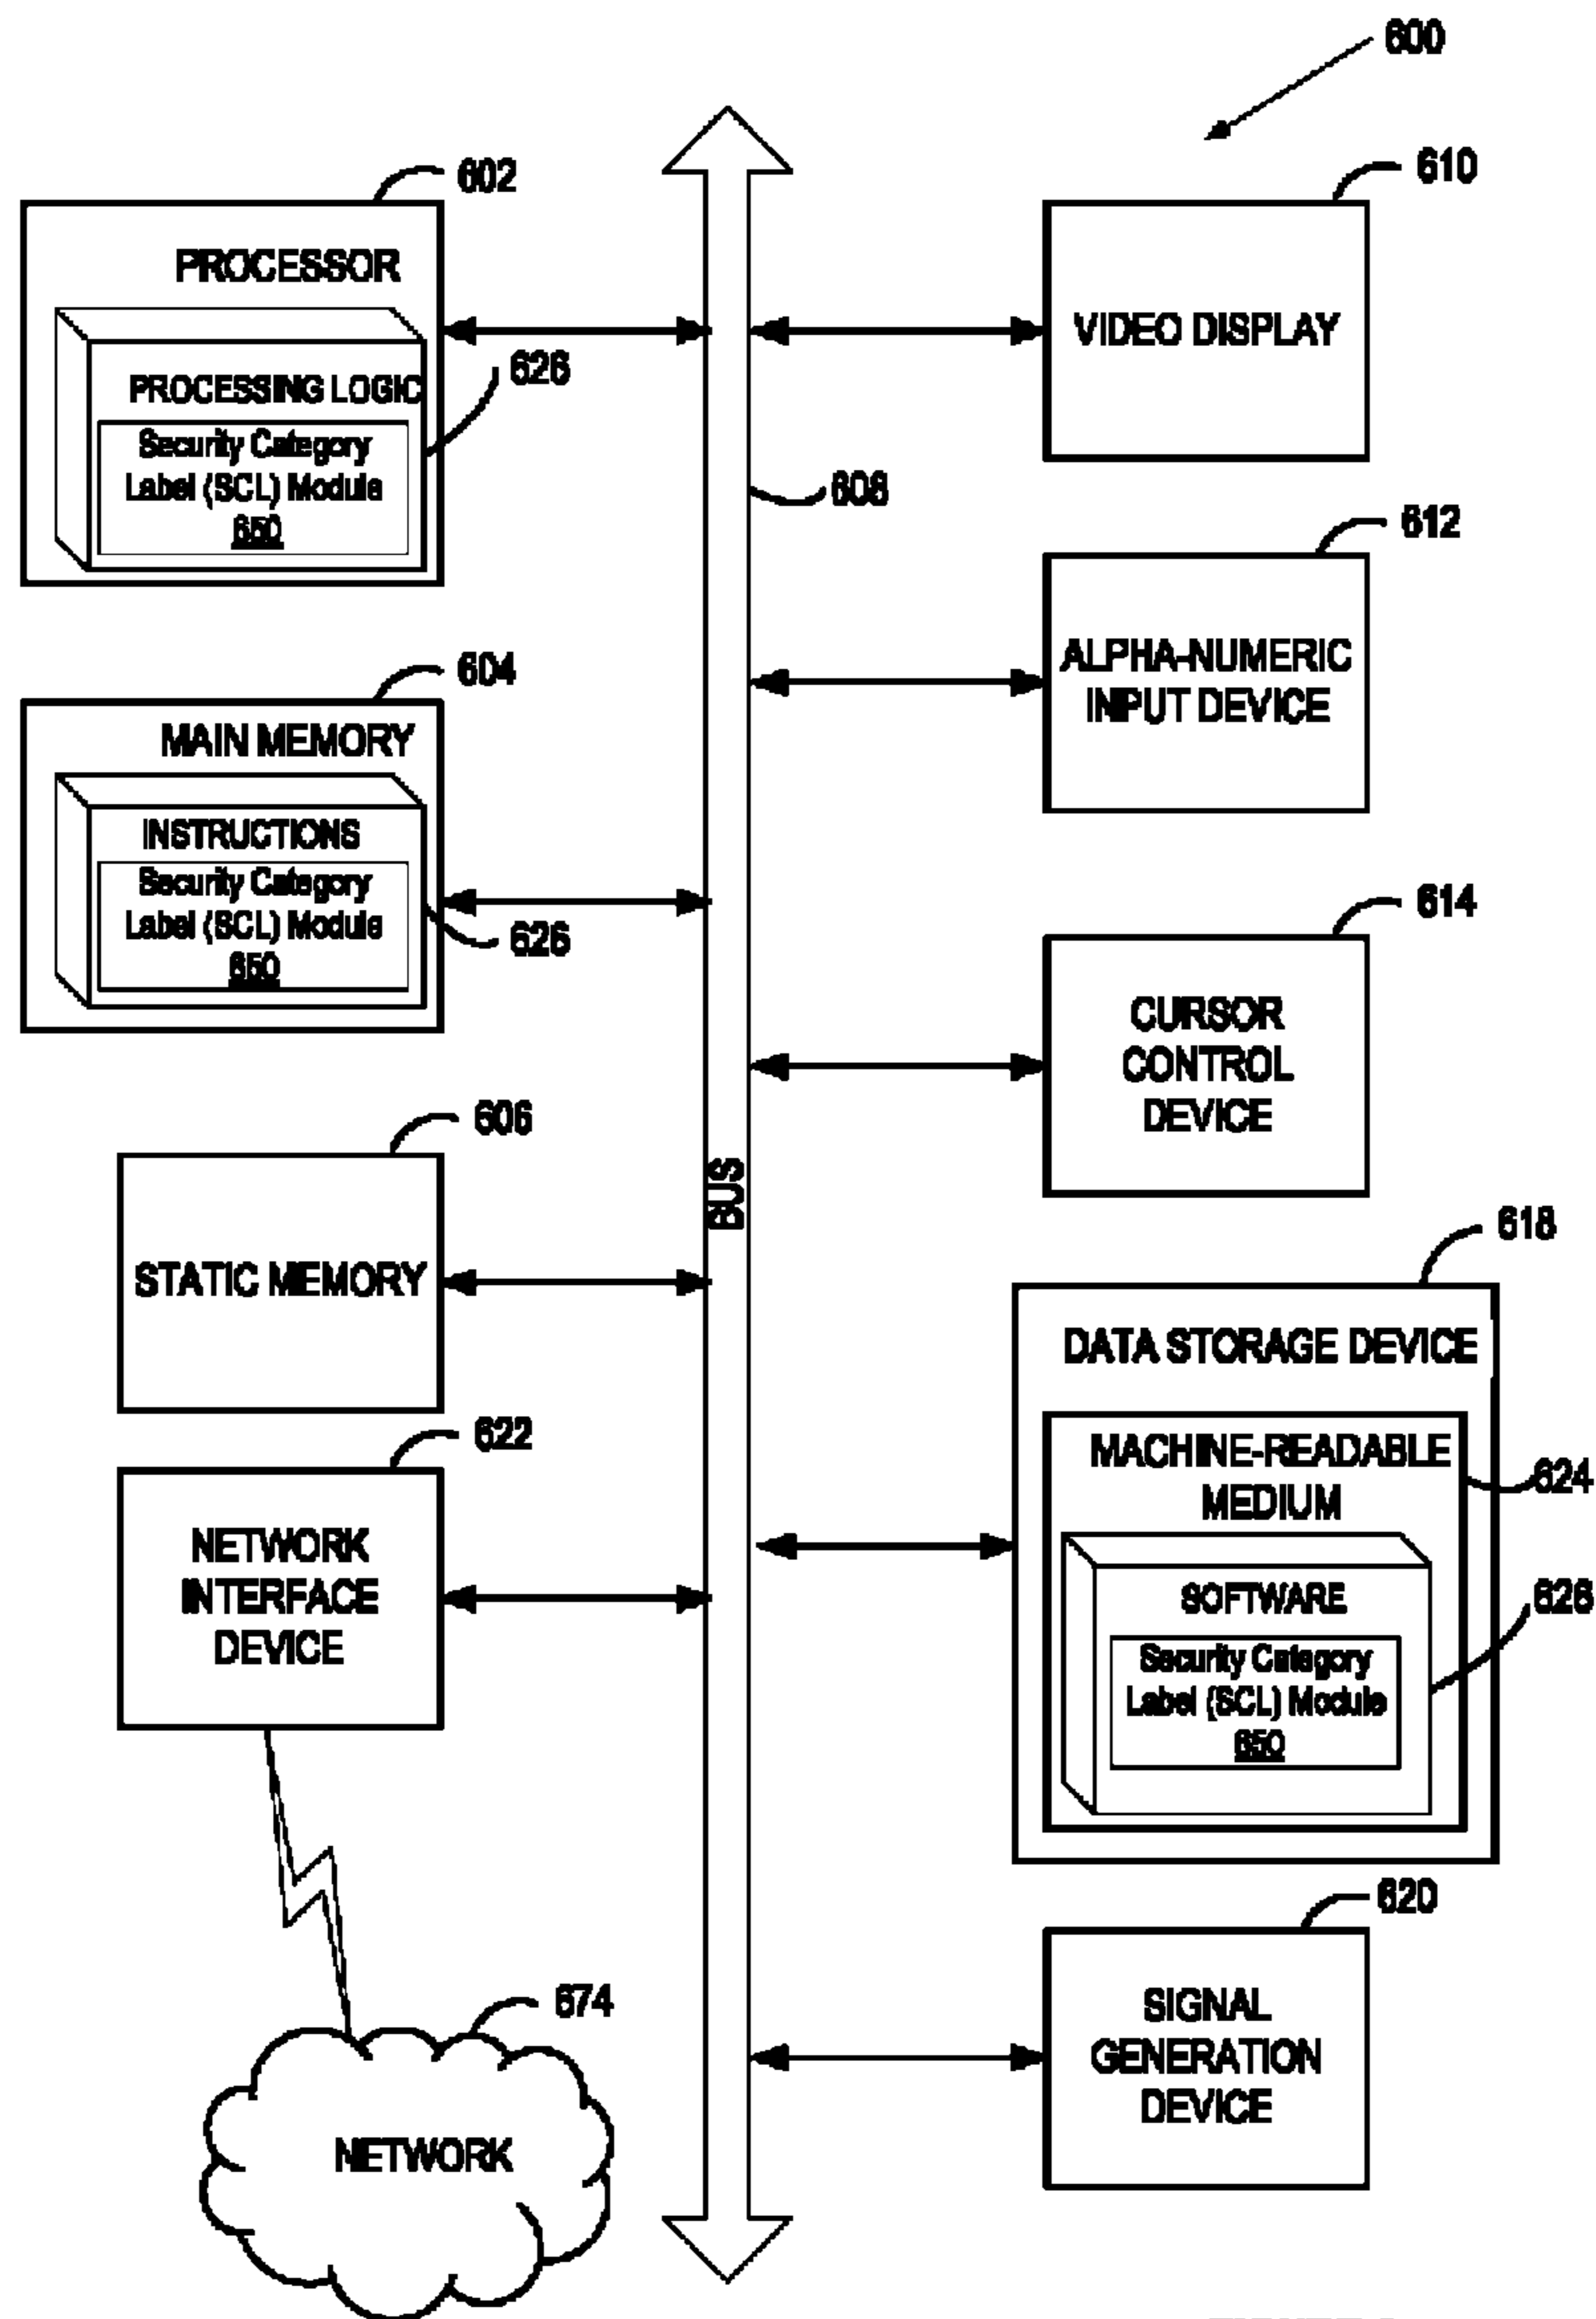 600
602
PROCESSOR
PROCESSING LOGIC
626
Security Category
Label (SCL) Module
650
604
MAIN MEMORY
INSTRUCTIONS
Security Category
Label (SCL) Module
650
626
606
STATIC MEMORY
622
NETWORK
INTERFACE
DEVICE
674
NETWORK
BUS
608
610
VIDEO DISPLAY
612
ALPHA-NUMERIC
INPUT DEVICE
614
CURSOR
CONTROL
DEVICE
618
DATA STORAGE DEVICE
MACHINE-READABLE
MEDIUM
624
SOFTWARE
626
Security Category
Label (SCL) Module
650
620
SIGNAL
GENERATION
DEVICE